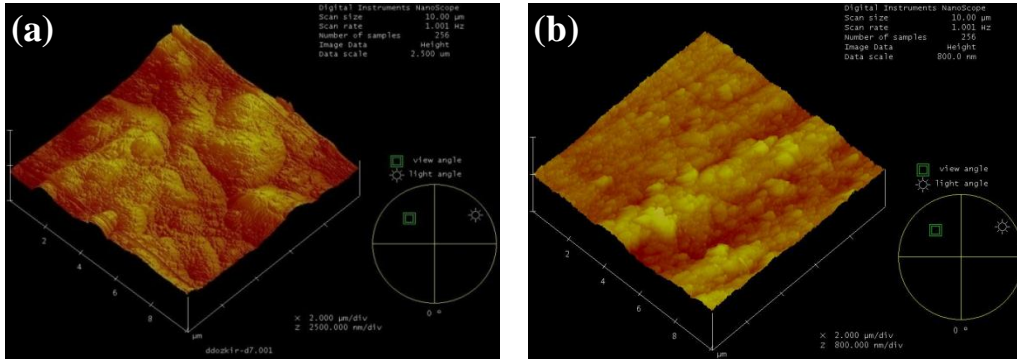 (a)
Digital Instruments NanoScope
Scan size 10.00 µm
Scan rate 1.001 Hz
Number of samples 256
Image Data Height
Data scale 2.500 um
view angle
light angle
2
4
6
8
µm
X 2.000 µm/div
Z 2500.000 nm/div
0 °
ddozkir-d7.001
(b)
Digital Instruments NanoScope
Scan size 10.00 µm
Scan rate 1.001 Hz
Number of samples 256
Image Data Height
Data scale 800.0 nm
view angle
light angle
2
4
6
8
µm
X 2.000 µm/div
Z 800.000 nm/div
0 °